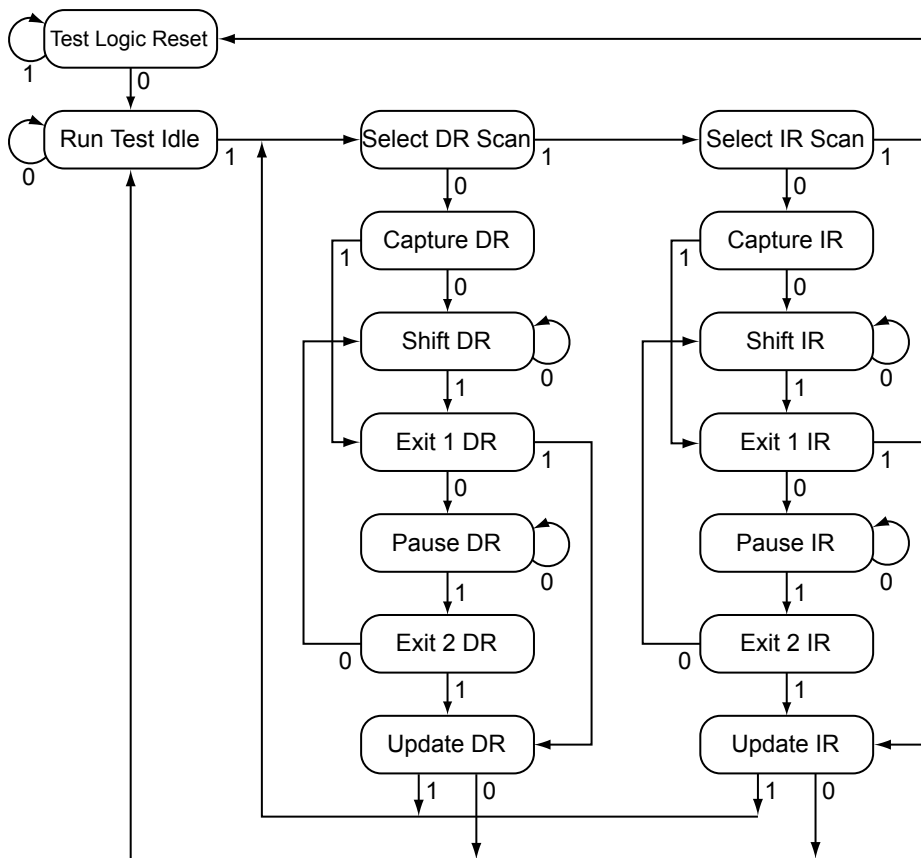 Test Logic Reset
1
0
Run Test Idle
1
0
Select DR Scan
1
0
Select IR Scan
1
0
Capture DR
1
0
Capture IR
1
0
Shift DR
0
1
Shift IR
0
1
Exit 1 DR
1
0
Exit 1 IR
1
0
Pause DR
0
1
Pause IR
0
1
Exit 2 DR
0
1
Exit 2 IR
0
1
Update DR
1
0
Update IR
1
0